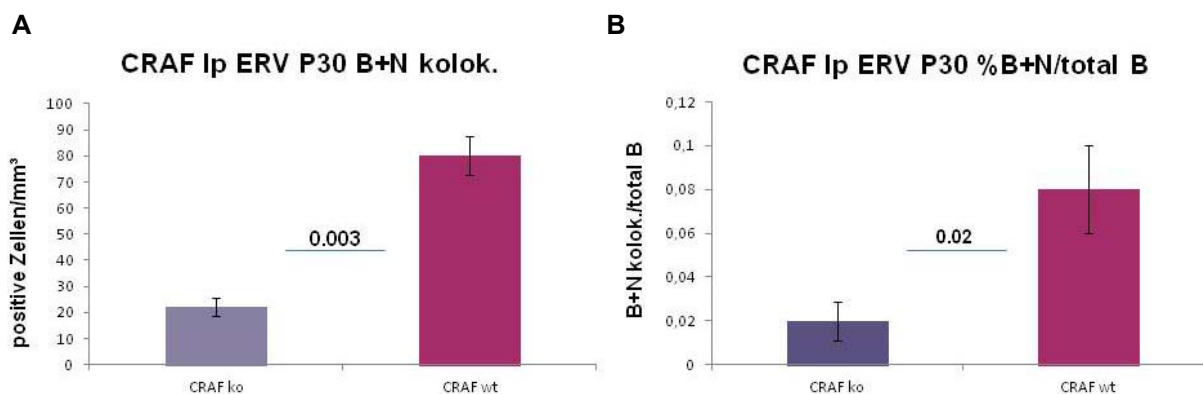 A
CRAF lp ERV P30 B+N kolok.
positive Zellen/mm³
100
90
80
70
60
50
40
30
20
10
0
0.003
CRAF ko
CRAF wt
B
CRAF lp ERV P30 %B+N/total B
B+N kolok./total B
0,12
0,1
0,08
0,06
0,04
0,02
0
0.02
CRAF ko
CRAF wt